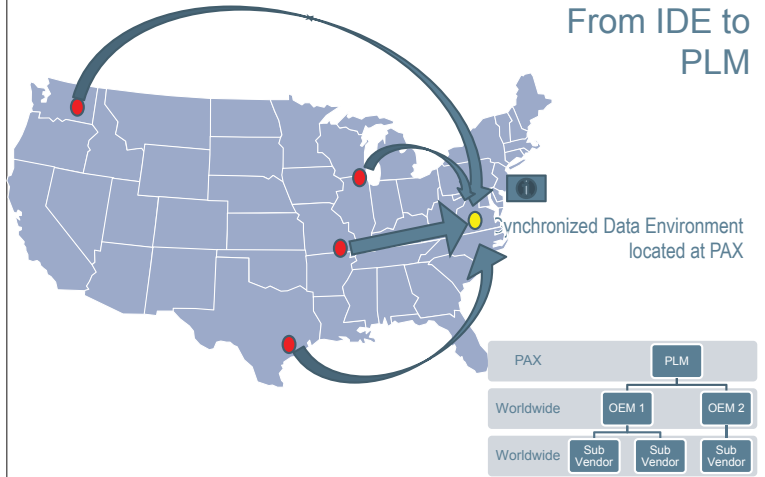 From IDE to
PLM
ynchronized Data Environment
located at PAX
PAX
PLM
Worldwide
OEM 1
OEM 2
Worldwide
Sub
Vendor
Sub
Vendor
Sub
Vendor